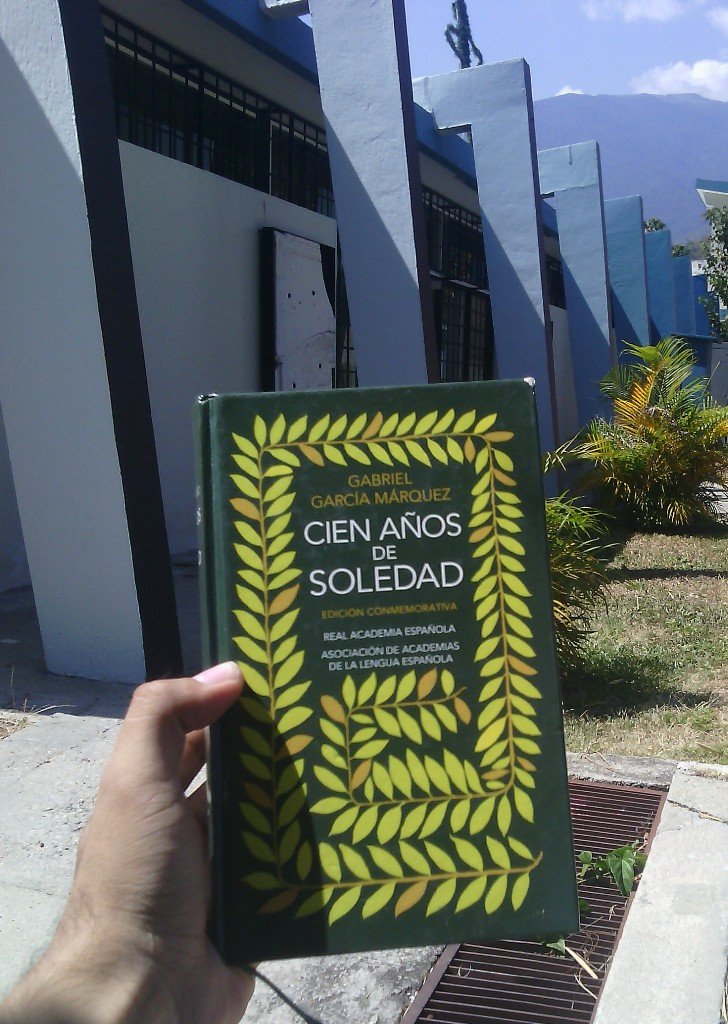 GABRIEL
GARCÍA MÁRQUEZ
CIEN AÑOS
DE
SOLEDAD
EDICIÓN CONMEMORATIVA
REAL ACADEMIA ESPAÑOLA
ASOCIACIÓN DE ACADEMIAS
DE LA LENGUA ESPAÑOLA